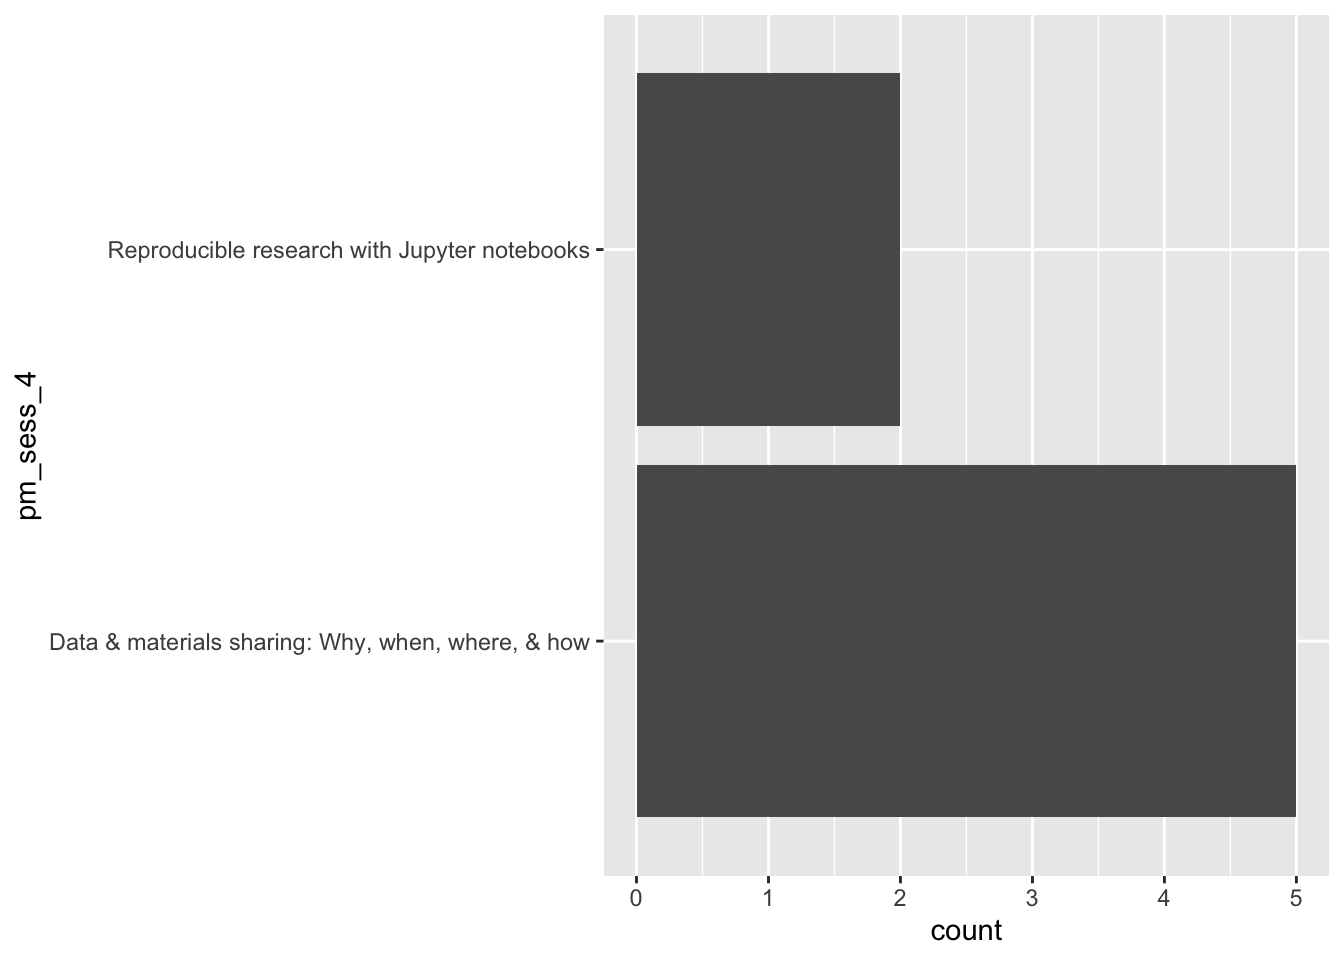 pm_sess_4
Reproducible research with Jupyter notebooks
Data & materials sharing: Why, when, where, & how
0 1 2 3 4 5
count